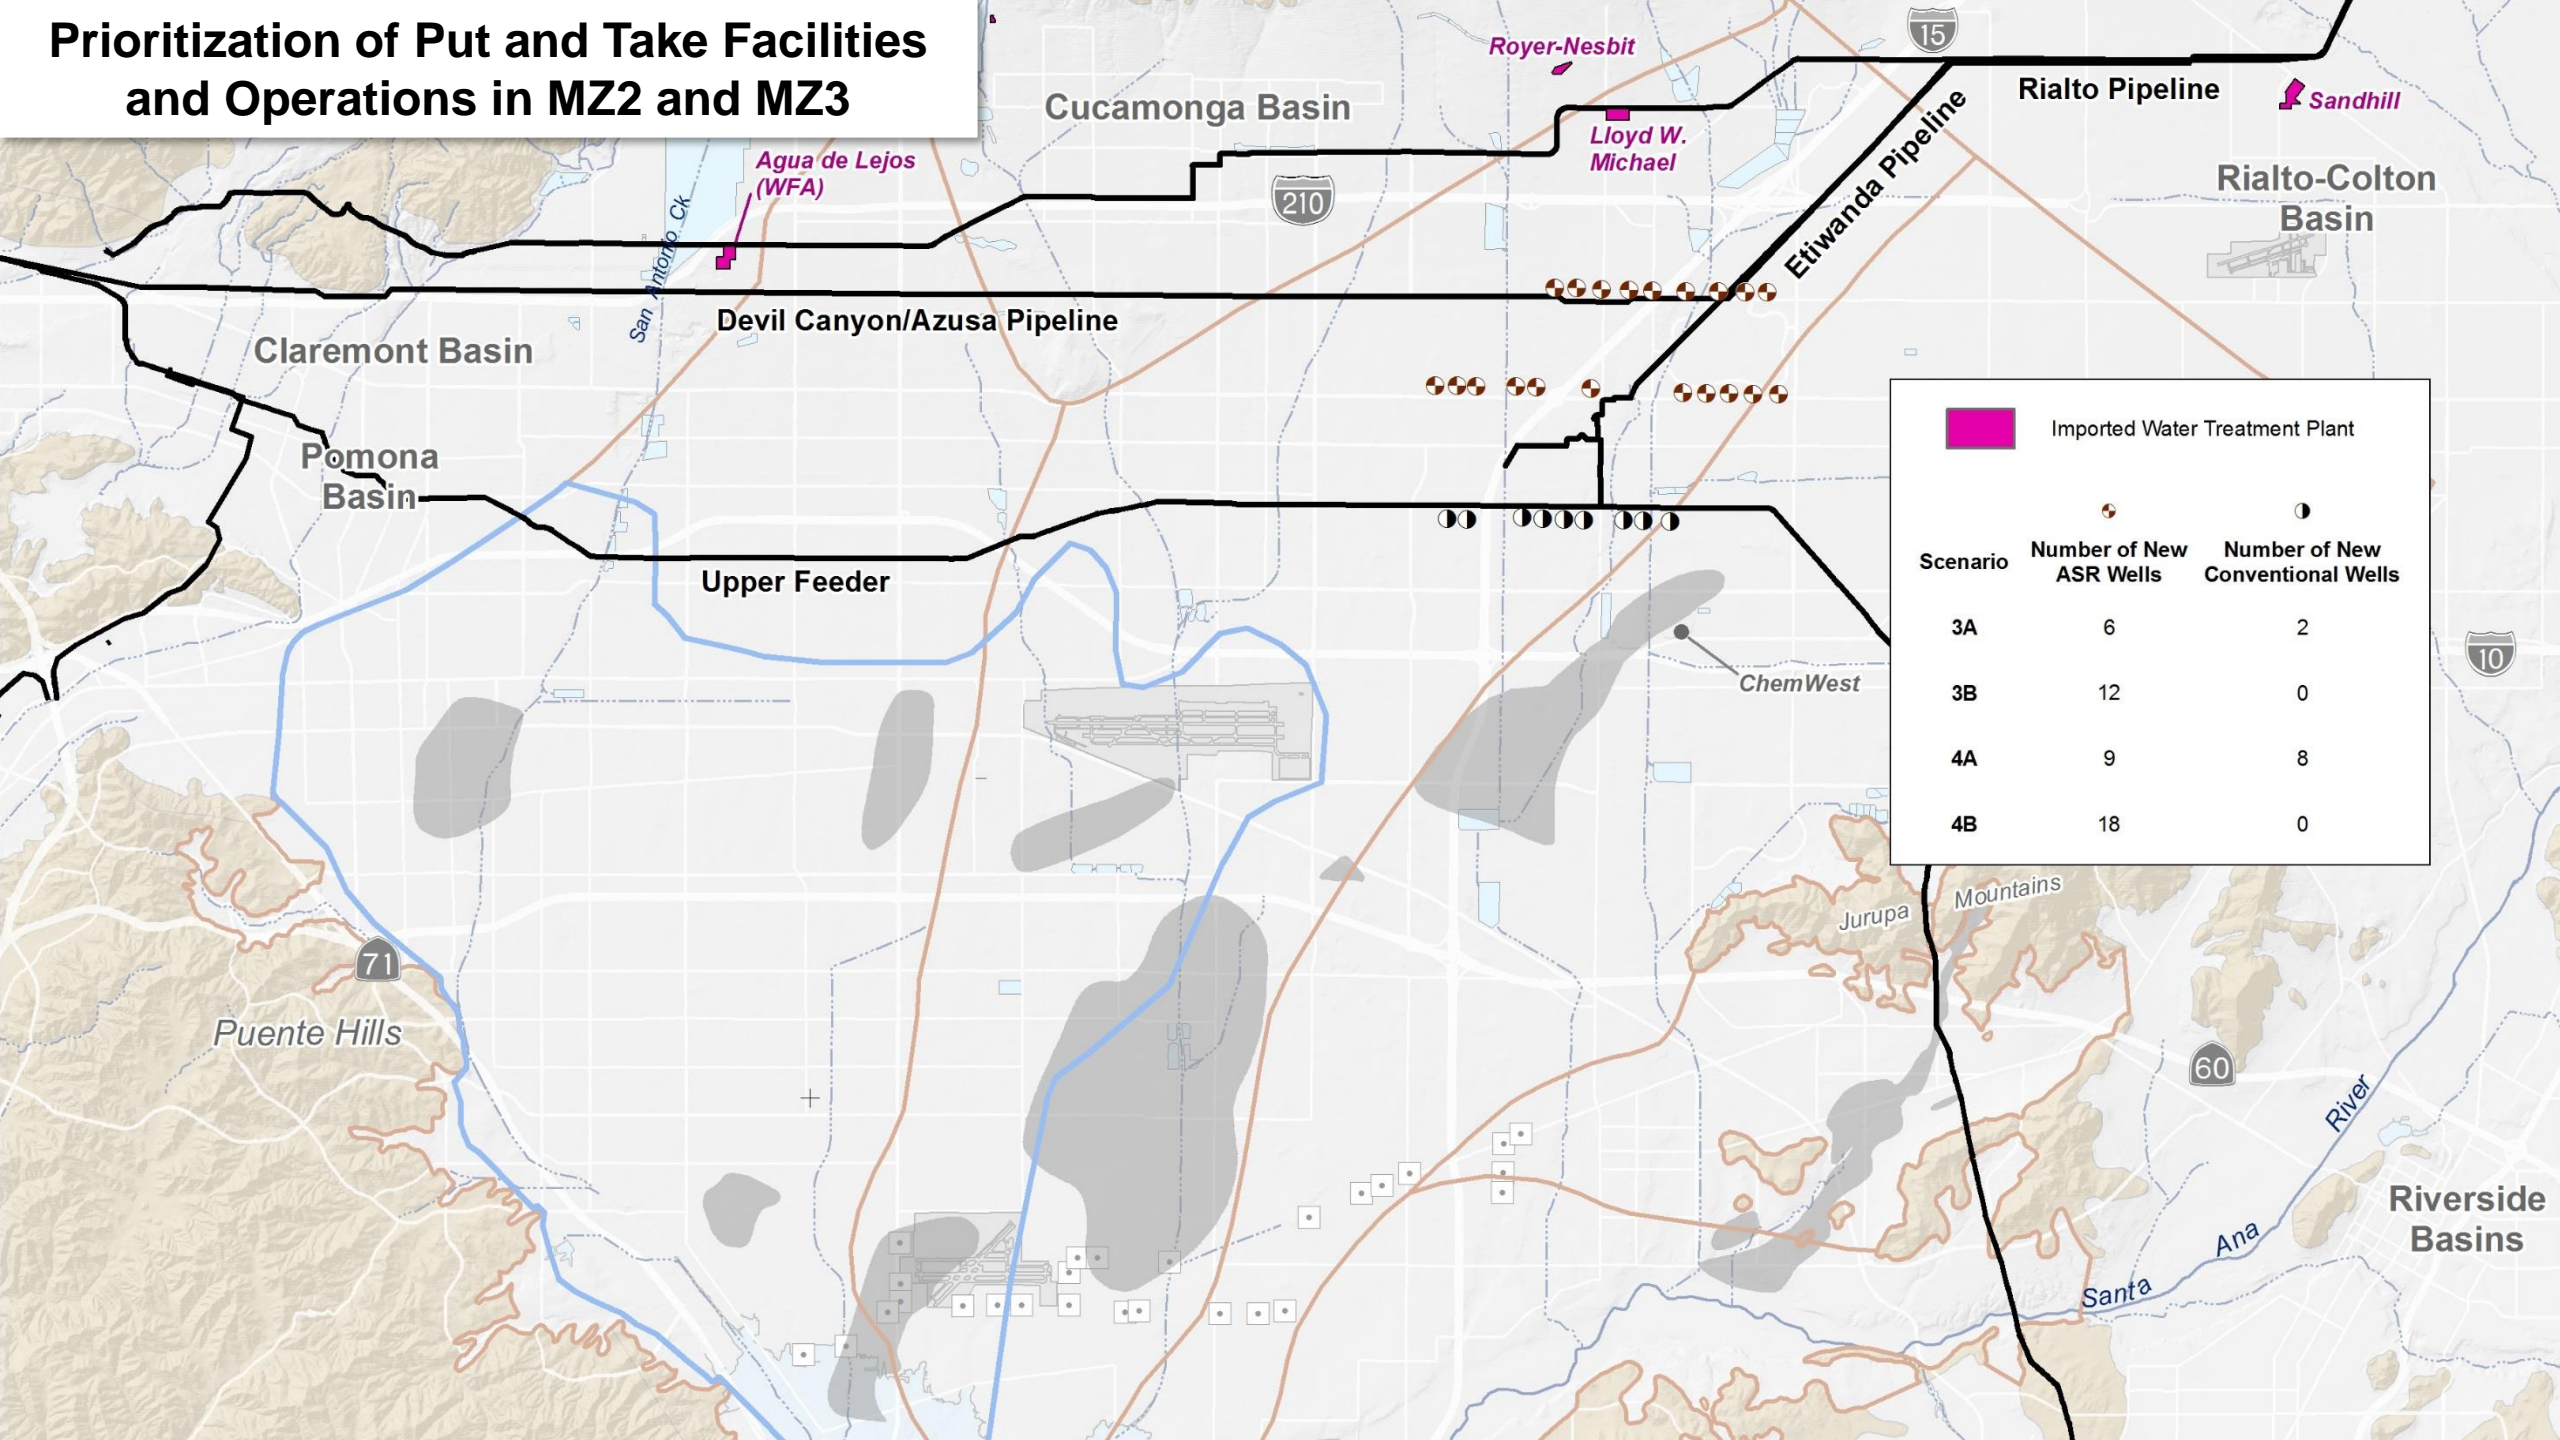 Prioritization of Put and Take Facilities
and Operations in MZ2 and MZ3
Royer-Nesbit
15
Cucamonga Basin
Rialto Pipeline
Sandhill
Lloyd W.
Michael
Agua de Lejos
(WFA)
Etiwanda Pipeline
Rialto-Colton
Basin
210
San Antonio Ck
Devil Canyon/Azusa Pipeline
Claremont Basin
Pomona
Basin
Upper Feeder
Imported Water Treatment Plant
Scenario
Number of New
ASR Wells
Number of New
Conventional Wells
3A 6 2
3B 12 0
4A 9 8
4B 18 0
10
ChemWest
Jurupa Mountains
71
Puente Hills
60
Santa Ana River
Riverside
Basins